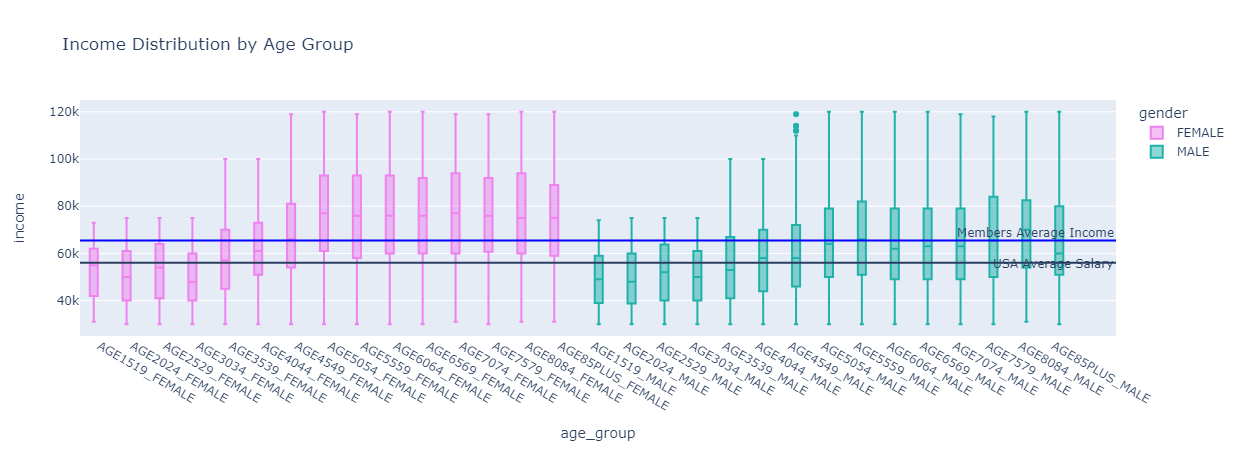 Income Distribution by Age Group
gender
FEMALE
MALE
income
120k
100k
80k
60k
40k
Members Average Income
USA Average Salary
AGE1519_FEMALE
AGE2024_FEMALE
AGE2529_FEMALE
AGE3034_FEMALE
AGE3539_FEMALE
AGE4044_FEMALE
AGE4549_FEMALE
AGE5054_FEMALE
AGE5559_FEMALE
AGE6064_FEMALE
AGE6569_FEMALE
AGE7074_FEMALE
AGE7579_FEMALE
AGE8084_FEMALE
AGE85PLUS_FEMALE
AGE1519_MALE
AGE2024_MALE
AGE2529_MALE
AGE3034_MALE
AGE3539_MALE
AGE4044_MALE
AGE4549_MALE
AGE5054_MALE
AGE5559_MALE
AGE6064_MALE
AGE6569_MALE
AGE7074_MALE
AGE7579_MALE
AGE8084_MALE
AGE85PLUS_MALE
age_group